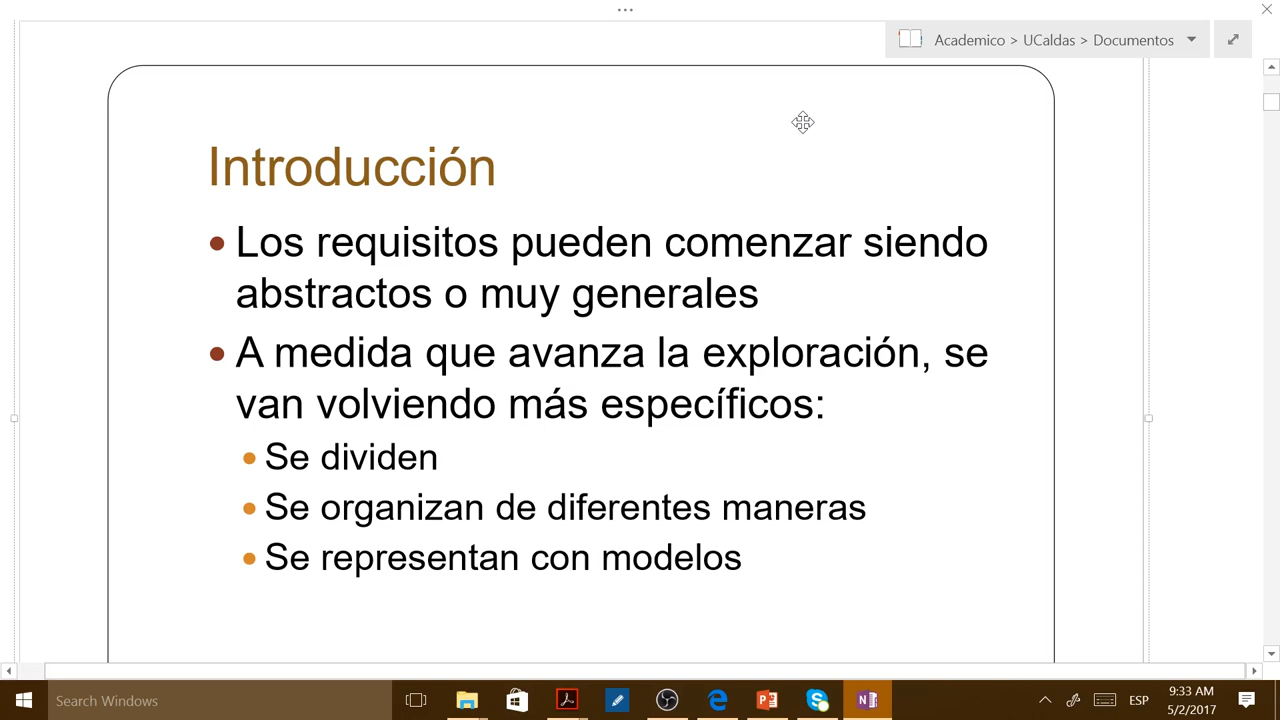 Academico > UCaldas > Documentos
Introducción
Los requisitos pueden comenzar siendo
abstractos o muy generales
A medida que avanza la exploración, se
van volviendo más específicos:
Se dividen
Se organizan de diferentes maneras
Se representan con modelos
Search Windows
ESP
9:33 AM
5/2/2017